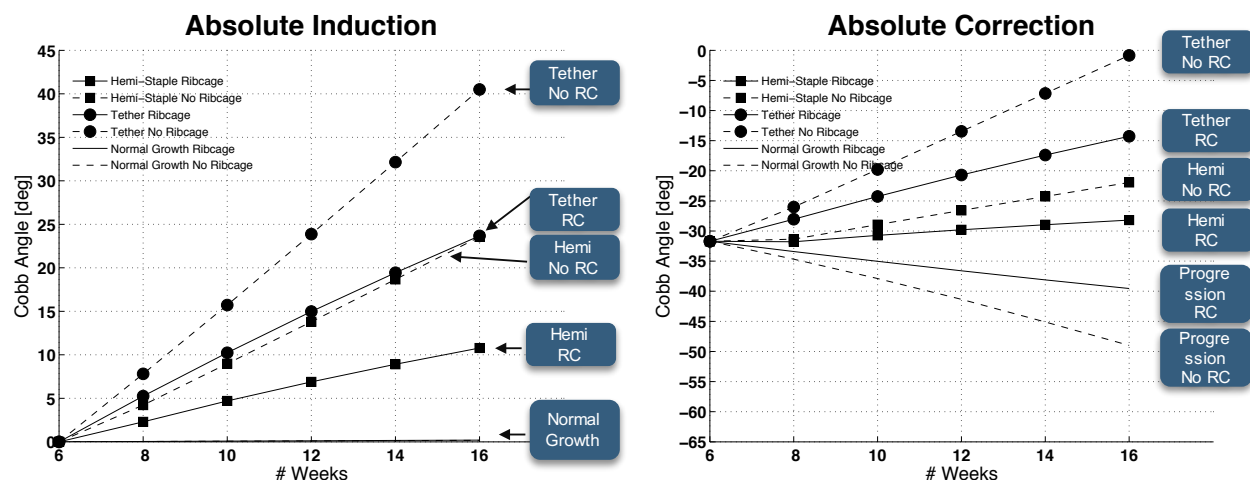 Absolute Induction
45
40
35
30
25
20
15
10
5
0
Cobb Angle [deg]
Hemi-Staple Ribcage
Hemi-Staple No Ribcage
Tether Ribcage
Tether No Ribcage
Normal Growth Ribcage
Normal Growth No Ribcage
Tether
No RC
Tether
RC
Hemi
No RC
Hemi
RC
Normal
Growth
6 8 10 12 14 16
# Weeks
Absolute Correction
0
−5
−10
−15
−20
−25
−30
−35
−40
−45
−50
−55
−60
−65
Cobb Angle [deg]
Hemi-Staple Ribcage
Hemi-Staple No Ribcage
Tether Ribcage
Tether No Ribcage
Normal Growth Ribcage
Normal Growth No Ribcage
Tether
No RC
Tether
RC
Hemi
No RC
Hemi
RC
Progre
ssion
RC
Progre
ssion
No RC
6 8 10 12 14 16
# Weeks